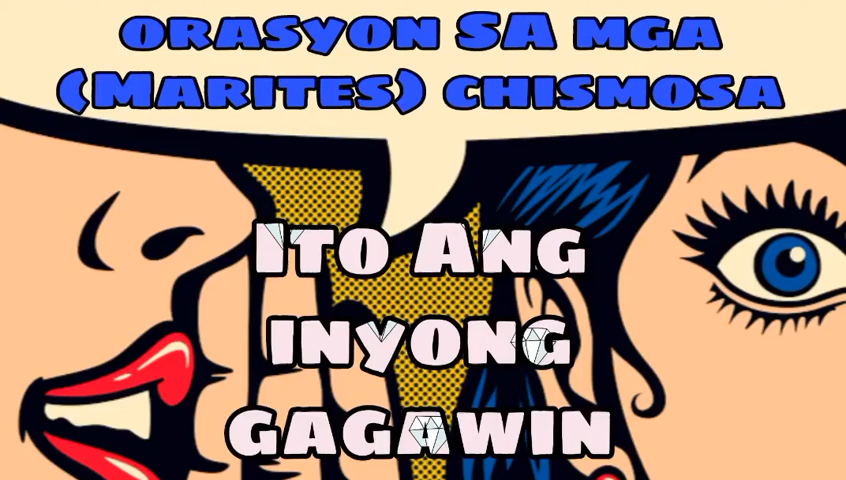 ORASYON SA MGA
(MARITES) CHISMOSA
ITO ANG
INYONG
GAGAWIN